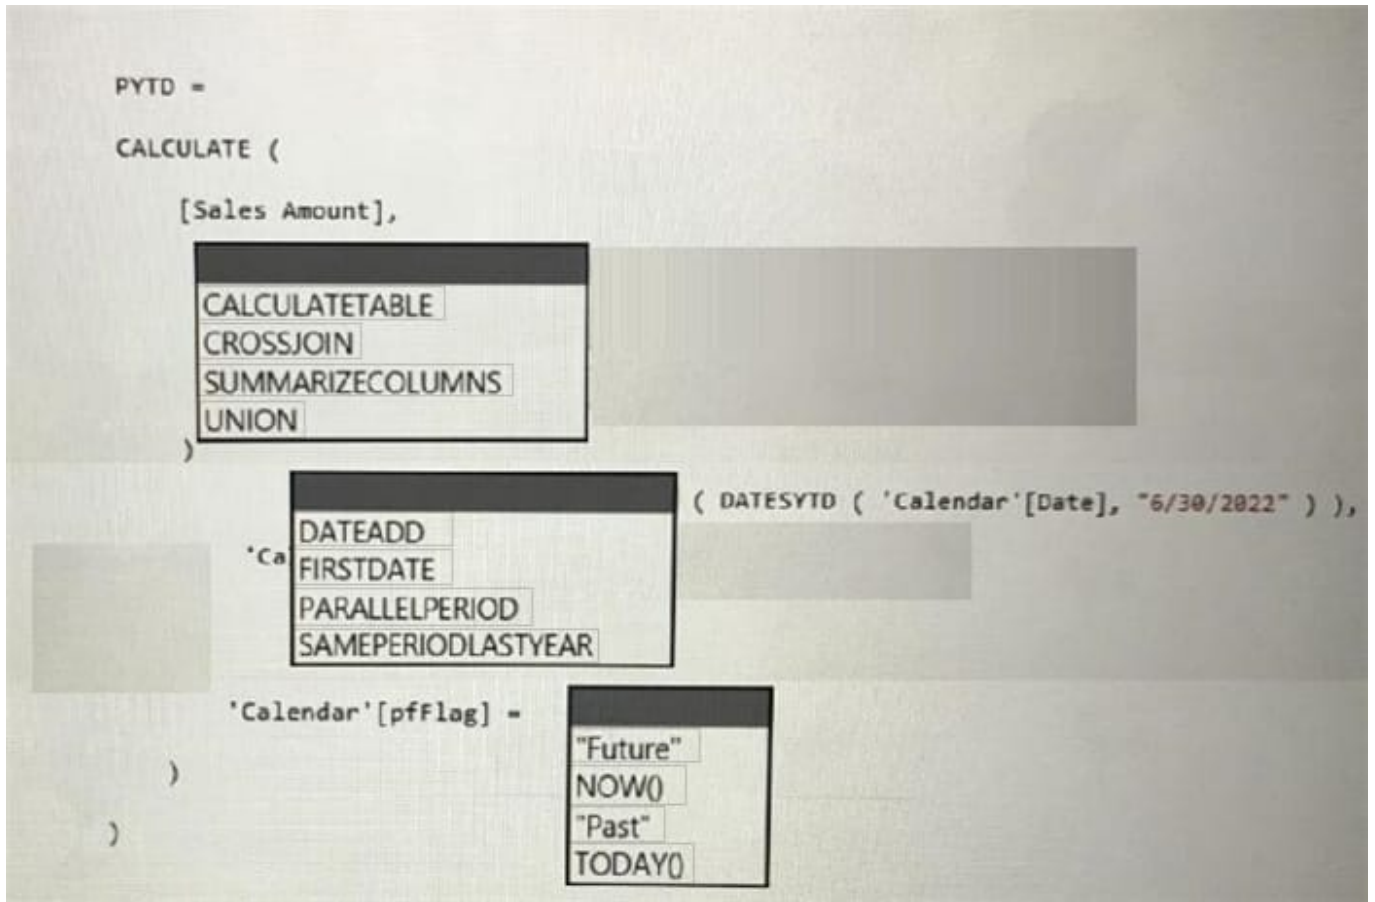 PYTD =
CALCULATE (
[Sales Amount],
CALCULATETABLE
CROSSJOIN
SUMMARIZECOLUMNS
UNION
)
( DATESYTD ( 'Calendar'[Date], "6/30/2022" ) ),
DATEADD
'Ca
FIRSTDATE
PARALLELPERIOD
SAMEPERIODLASTYEAR
'Calendar'[pfFlag] =
"Future"
NOW()
"Past"
TODAY()
)
)